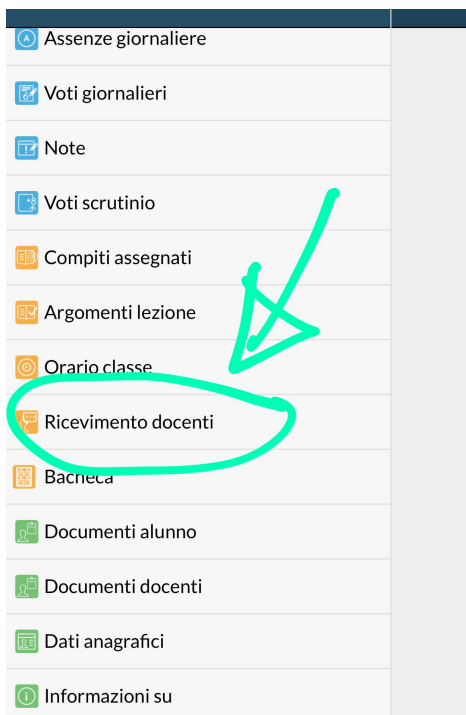 Assenze giornaliere
Voti giornalieri
Note
Voti scrutinio
Compiti assegnati
Argomenti lezione
Orario classe
Ricevimento docenti
Bacheca
Documenti alunno
Documenti docenti
Dati anagrafici
Informazioni su